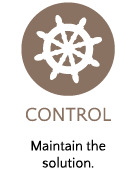 CONTROL
Maintain the
solution.